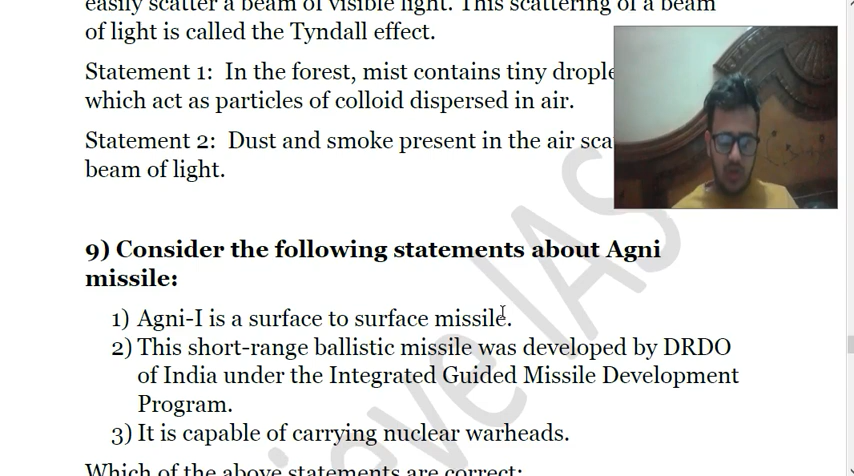 easily scatter a beam of visible light. This scattering of a beam
of light is called the Tyndall effect.
Statement 1: In the forest, mist contains tiny drople
which act as particles of colloid dispersed in air.
Statement 2: Dust and smoke present in the air sca
beam of light.
9) Consider the following statements about Agni
missile:
1) Agni-I is a surface to surface missile.
2) This short-range ballistic missile was developed by DRDO
of India under the Integrated Guided Missile Development
Program.
3) It is capable of carrying nuclear warheads.
Which of the above statements are correct:
ieve IAS